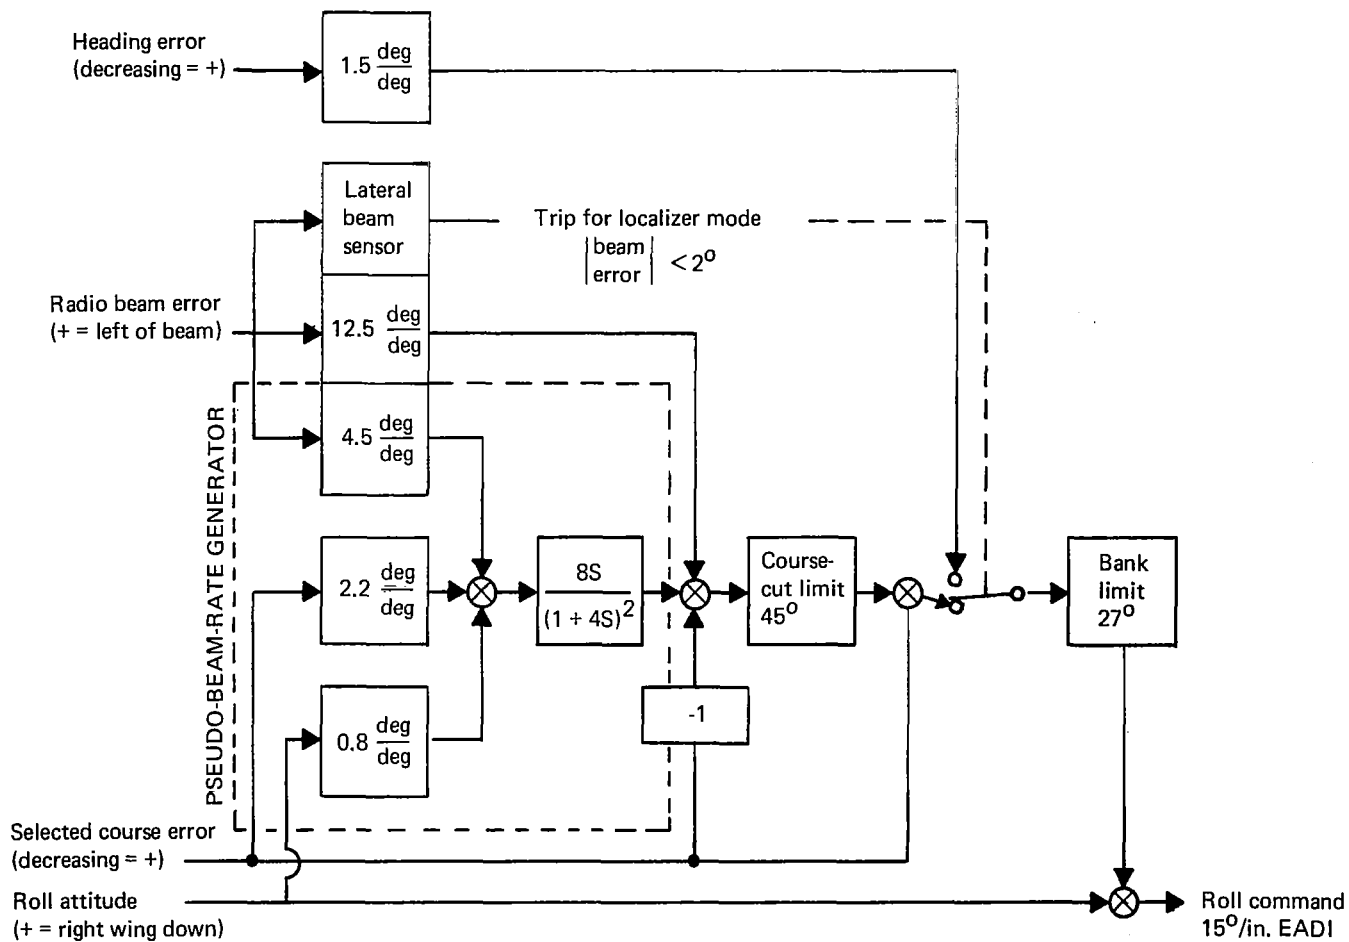 Heading error
(decreasing = +)
1.5 deg
deg
Lateral
beam
sensor
Trip for localizer mode
|beam
error| < 2°
Radio beam error
(+ = left of beam)
12.5 deg
deg
PSEUDO-BEAM-RATE GENERATOR
4.5 deg
deg
2.2 deg
deg
8S
(1 + 4S)²
Course-
cut limit
45°
Bank
limit
27°
-1
0.8 deg
deg
Selected course error
(decreasing = +)
Roll attitude
(+ = right wing down)
Roll command
15°/in. EADI